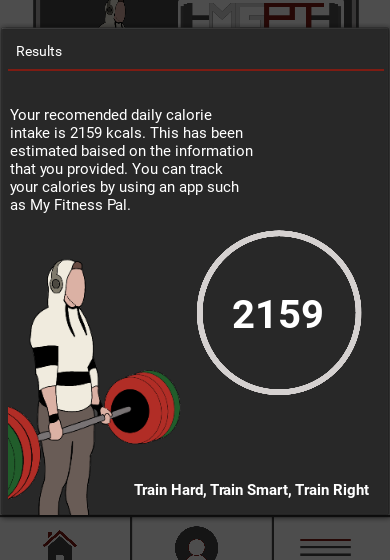 MGPT
Results
Your recomended daily calorie
intake is 2159 kcals. This has been
estimated baised on the information
that you provided. You can track
your calories by using an app such
as My Fitness Pal.
2159
Train Hard, Train Smart, Train Right